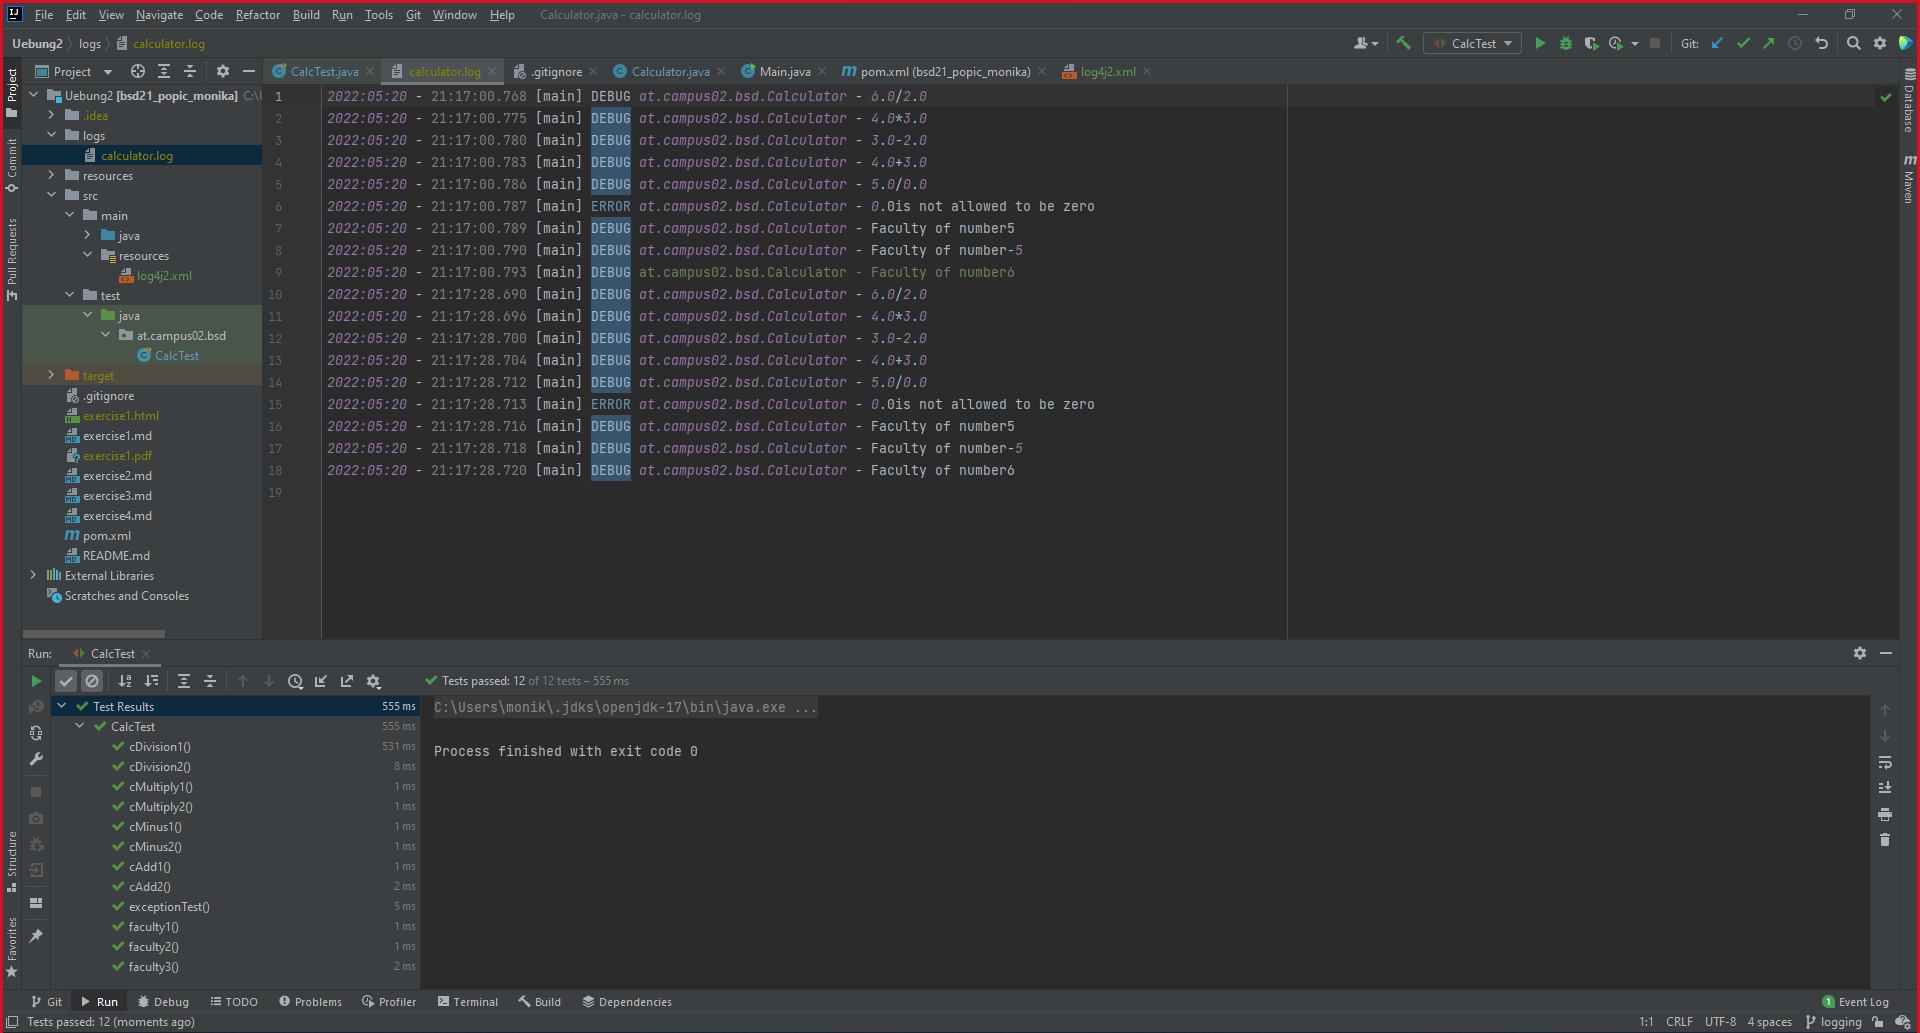 File Edit View Navigate Code Refactor Build Run Tools Git Window Help Calculator.java - calculator.log
Uebung2 logs calculator.log CalcTest Git:
Project CalcTest.java calculator.log .gitignore Calculator.java Main.java pom.xml (bsd21_popic_monika) log4j2.xml
Project
Commit
Pull Requests
Structure
Favorites
Database
Maven
Uebung2 [bsd21_popic_monika] C:\U
.idea
logs
calculator.log
resources
src
main
java
resources
log4j2.xml
test
java
at.campus02.bsd
CalcTest
target
.gitignore
exercise1.html
exercise1.md
exercise1.pdf
exercise2.md
exercise3.md
exercise4.md
pom.xml
README.md
External Libraries
Scratches and Consoles
1 2022:05:20 - 21:17:00.768 [main] DEBUG at.campus02.bsd.Calculator - 6.0/2.0
2 2022:05:20 - 21:17:00.775 [main] DEBUG at.campus02.bsd.Calculator - 4.0*3.0
3 2022:05:20 - 21:17:00.780 [main] DEBUG at.campus02.bsd.Calculator - 3.0-2.0
4 2022:05:20 - 21:17:00.783 [main] DEBUG at.campus02.bsd.Calculator - 4.0+3.0
5 2022:05:20 - 21:17:00.786 [main] DEBUG at.campus02.bsd.Calculator - 5.0/0.0
6 2022:05:20 - 21:17:00.787 [main] ERROR at.campus02.bsd.Calculator - 0.0is not allowed to be zero
7 2022:05:20 - 21:17:00.789 [main] DEBUG at.campus02.bsd.Calculator - Faculty of number5
8 2022:05:20 - 21:17:00.790 [main] DEBUG at.campus02.bsd.Calculator - Faculty of number-5
9 2022:05:20 - 21:17:00.793 [main] DEBUG at.campus02.bsd.Calculator - Faculty of number6
10 2022:05:20 - 21:17:28.690 [main] DEBUG at.campus02.bsd.Calculator - 6.0/2.0
11 2022:05:20 - 21:17:28.696 [main] DEBUG at.campus02.bsd.Calculator - 4.0*3.0
12 2022:05:20 - 21:17:28.700 [main] DEBUG at.campus02.bsd.Calculator - 3.0-2.0
13 2022:05:20 - 21:17:28.704 [main] DEBUG at.campus02.bsd.Calculator - 4.0+3.0
14 2022:05:20 - 21:17:28.712 [main] DEBUG at.campus02.bsd.Calculator - 5.0/0.0
15 2022:05:20 - 21:17:28.713 [main] ERROR at.campus02.bsd.Calculator - 0.0is not allowed to be zero
16 2022:05:20 - 21:17:28.716 [main] DEBUG at.campus02.bsd.Calculator - Faculty of number5
17 2022:05:20 - 21:17:28.718 [main] DEBUG at.campus02.bsd.Calculator - Faculty of number-5
18 2022:05:20 - 21:17:28.720 [main] DEBUG at.campus02.bsd.Calculator - Faculty of number6
19
Run: CalcTest
Tests passed: 12 of 12 tests – 555 ms
Test Results 555 ms
CalcTest 555 ms
cDivision1() 531 ms
cDivision2() 8 ms
cMultiply1() 1 ms
cMultiply2() 1 ms
cMinus1() 1 ms
cMinus2() 1 ms
cAdd1() 1 ms
cAdd2() 2 ms
exceptionTest() 5 ms
faculty1() 1 ms
faculty2() 1 ms
faculty3() 2 ms
C:\Users\monik\.jdks\openjdk-17\bin\java.exe ...
Process finished with exit code 0
Git Run Debug TODO Problems Profiler Terminal Build Dependencies 1 Event Log
Tests passed: 12 (moments ago) 1:1 CRLF UTF-8 4 spaces logging